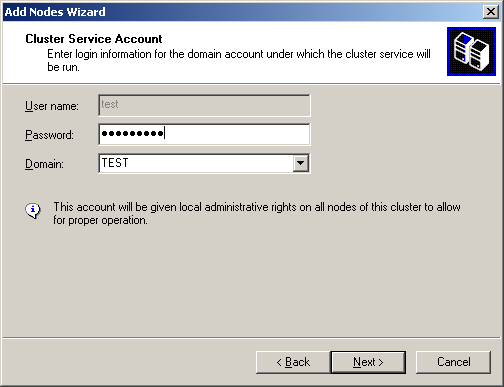 Add Nodes Wizard
Cluster Service Account
Enter login information for the domain account under which the cluster service will
be run.
User name: test
Password: ●●●●●●●●●
Domain: TEST
This account will be given local administrative rights on all nodes of this cluster to allow
for proper operation.
< Back Next > Cancel